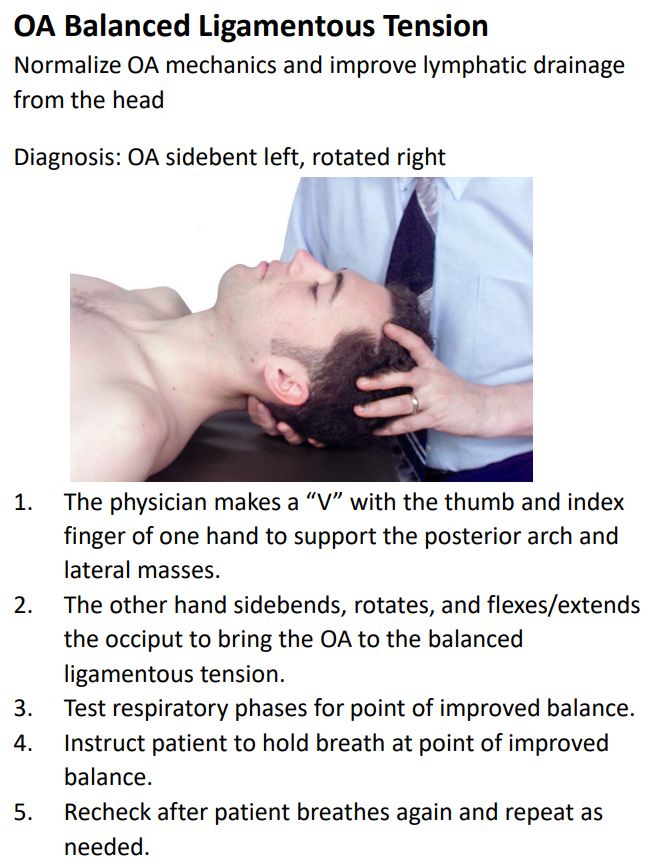 OA Balanced Ligamentous Tension
Normalize OA mechanics and improve lymphatic drainage
from the head
Diagnosis: OA sidebent left, rotated right
1. The physician makes a “V” with the thumb and index
finger of one hand to support the posterior arch and
lateral masses.
2. The other hand sidebends, rotates, and flexes/extends
the occiput to bring the OA to the balanced
ligamentous tension.
3. Test respiratory phases for point of improved balance.
4. Instruct patient to hold breath at point of improved
balance.
5. Recheck after patient breathes again and repeat as
needed.